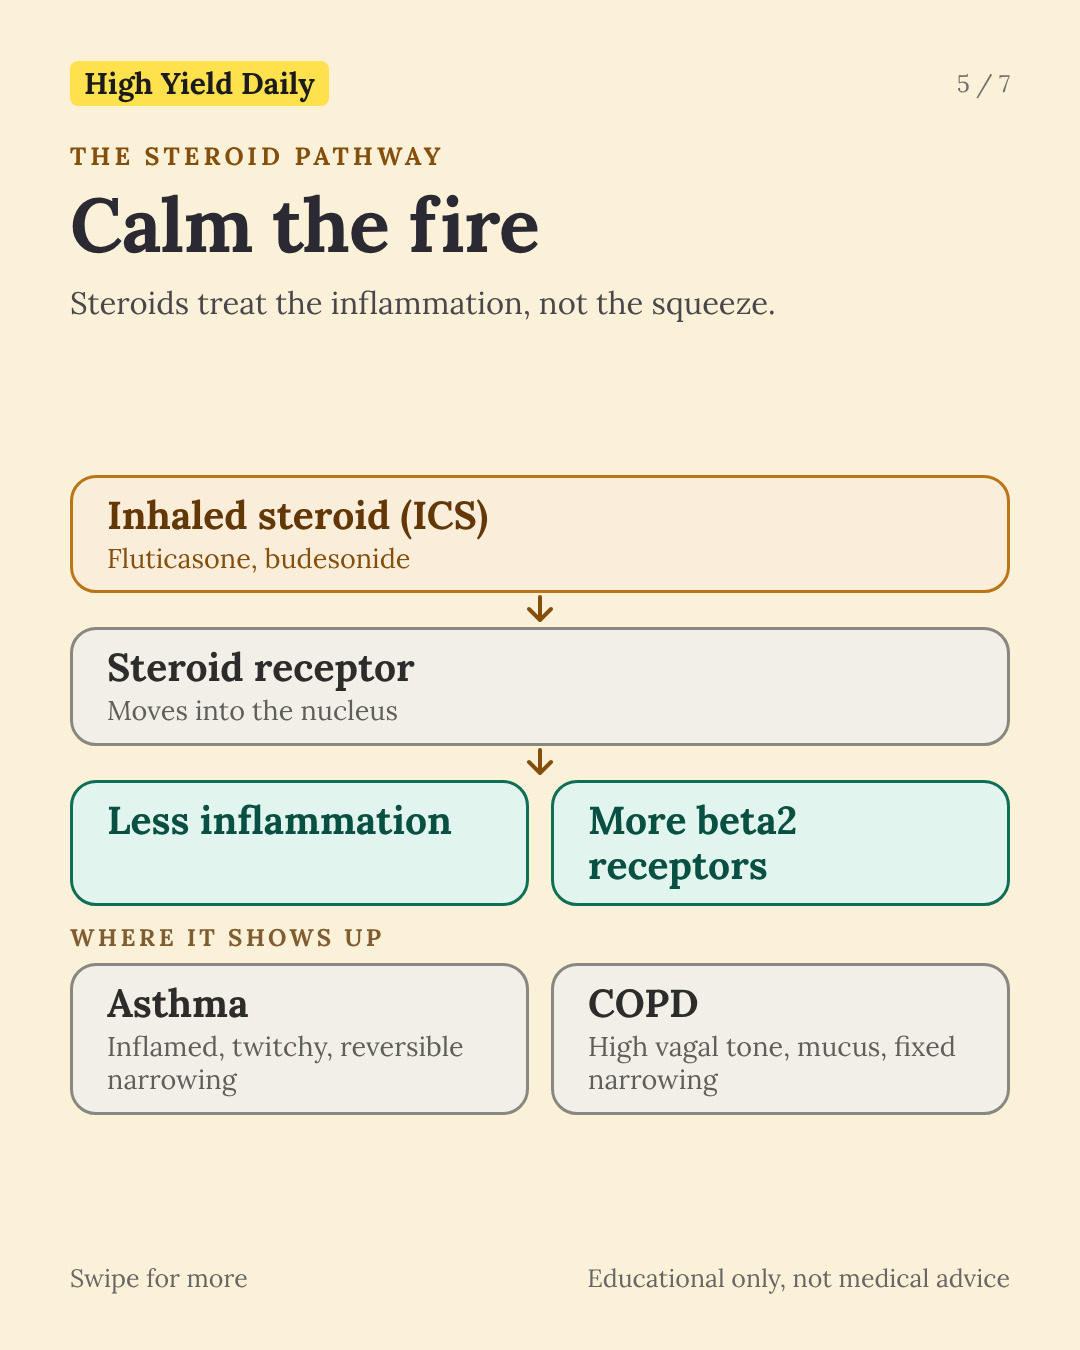 High Yield Daily
5 / 7
THE STEROID PATHWAY
Calm the fire
Steroids treat the inflammation, not the squeeze.
Inhaled steroid (ICS)
Fluticasone, budesonide
Steroid receptor
Moves into the nucleus
Less inflammation
More beta2
receptors
WHERE IT SHOWS UP
Asthma
Inflamed, twitchy, reversible
narrowing
COPD
High vagal tone, mucus, fixed
narrowing
Swipe for more
Educational only, not medical advice